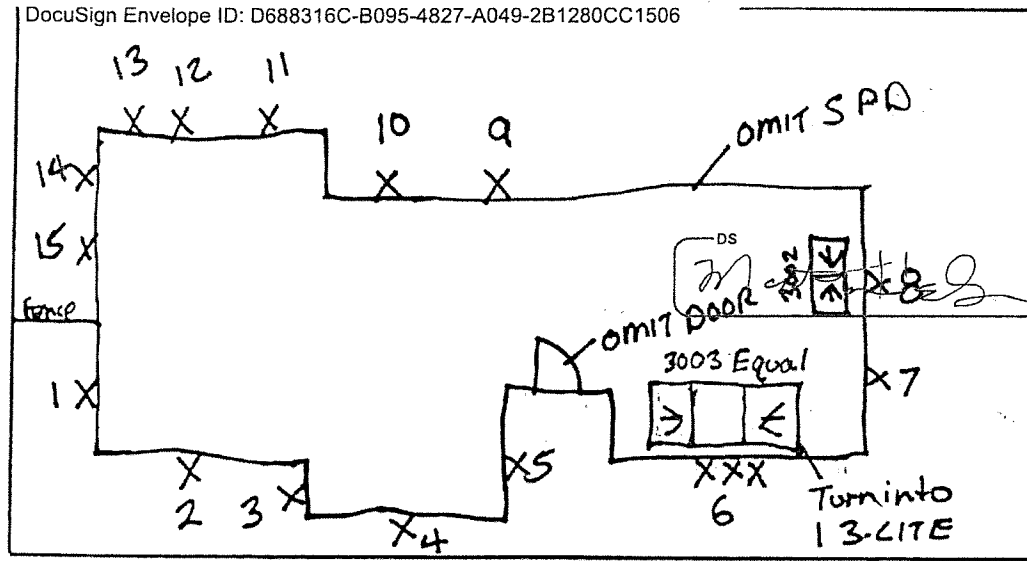 DocuSign Envelope ID: D688316C-B095-4827-A049-2B1280CC1506
13 12 11
10 9
OMIT SPD
14
15
DS
3002
8
Fence
OMIT DOOR
3003 Equal
1
7
5
2 3
4
6
Turn into
1 3-LITE